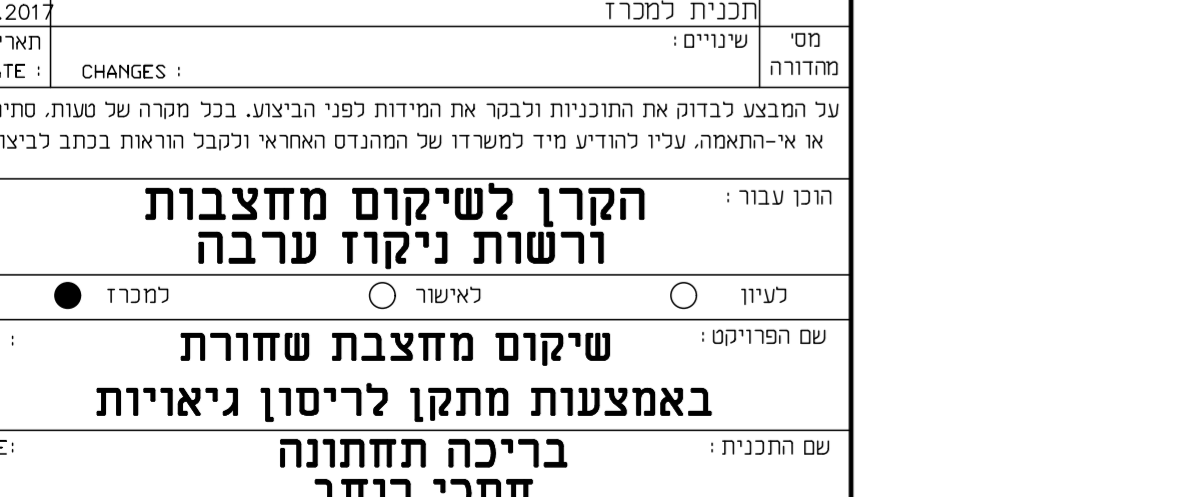 תכנית למכרז .2017
מס' שינויים : תארי
מהדורה CHANGES : TE :
על המבצע לבדוק את התוכניות ולבקר את המידות לפני הביצוע. בכל מקרה של טעות,
או אי-התאמה, עליו להודיע מיד למשרדו של המהנדס האחראי ולקבל הוראות בכתב
הוכן עבור : הקרן לשיקום מחצבות
ורשות ניקוז ערבה
לעיון לאישור למכרז
שם הפרויקט : שיקום מחצבת שחורת
באמצעות מתקן לריסון גיאויות
שם התכנית : בריכה תחתונה
חתכי רוחב